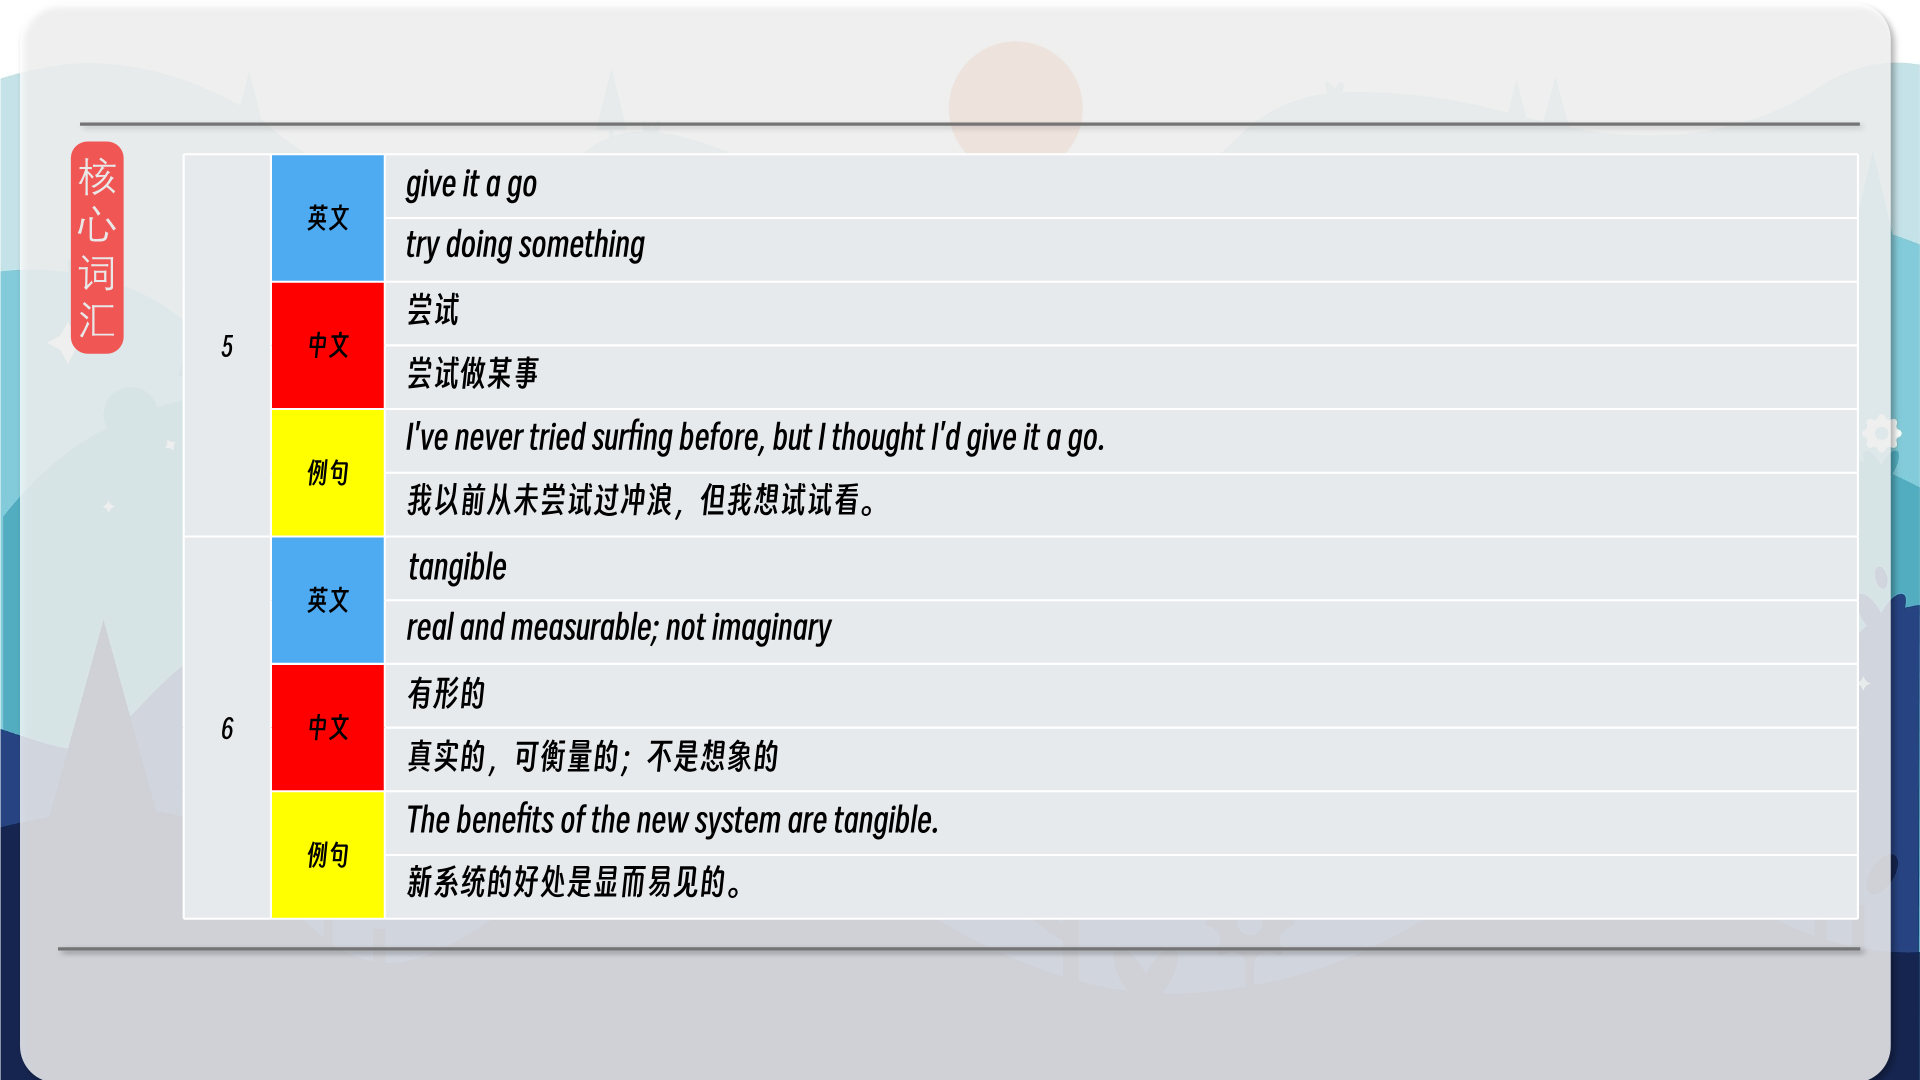 核心词汇
5
英文
give it a go
try doing something
中文
尝试
尝试做某事
例句
I've never tried surfing before, but I thought I'd give it a go.
我以前从未尝试过冲浪，但我想试试看。
6
英文
tangible
real and measurable; not imaginary
中文
有形的
真实的，可衡量的；不是想象的
例句
The benefits of the new system are tangible.
新系统的好处是显而易见的。